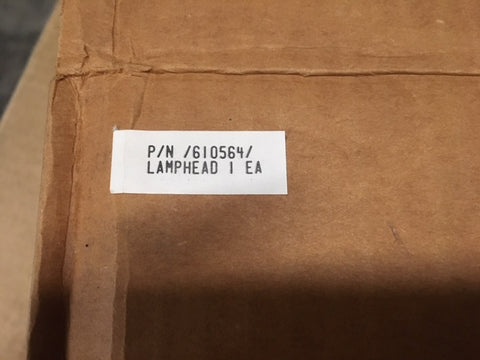 P/N /610564/
LAMPHEAD 1 EA